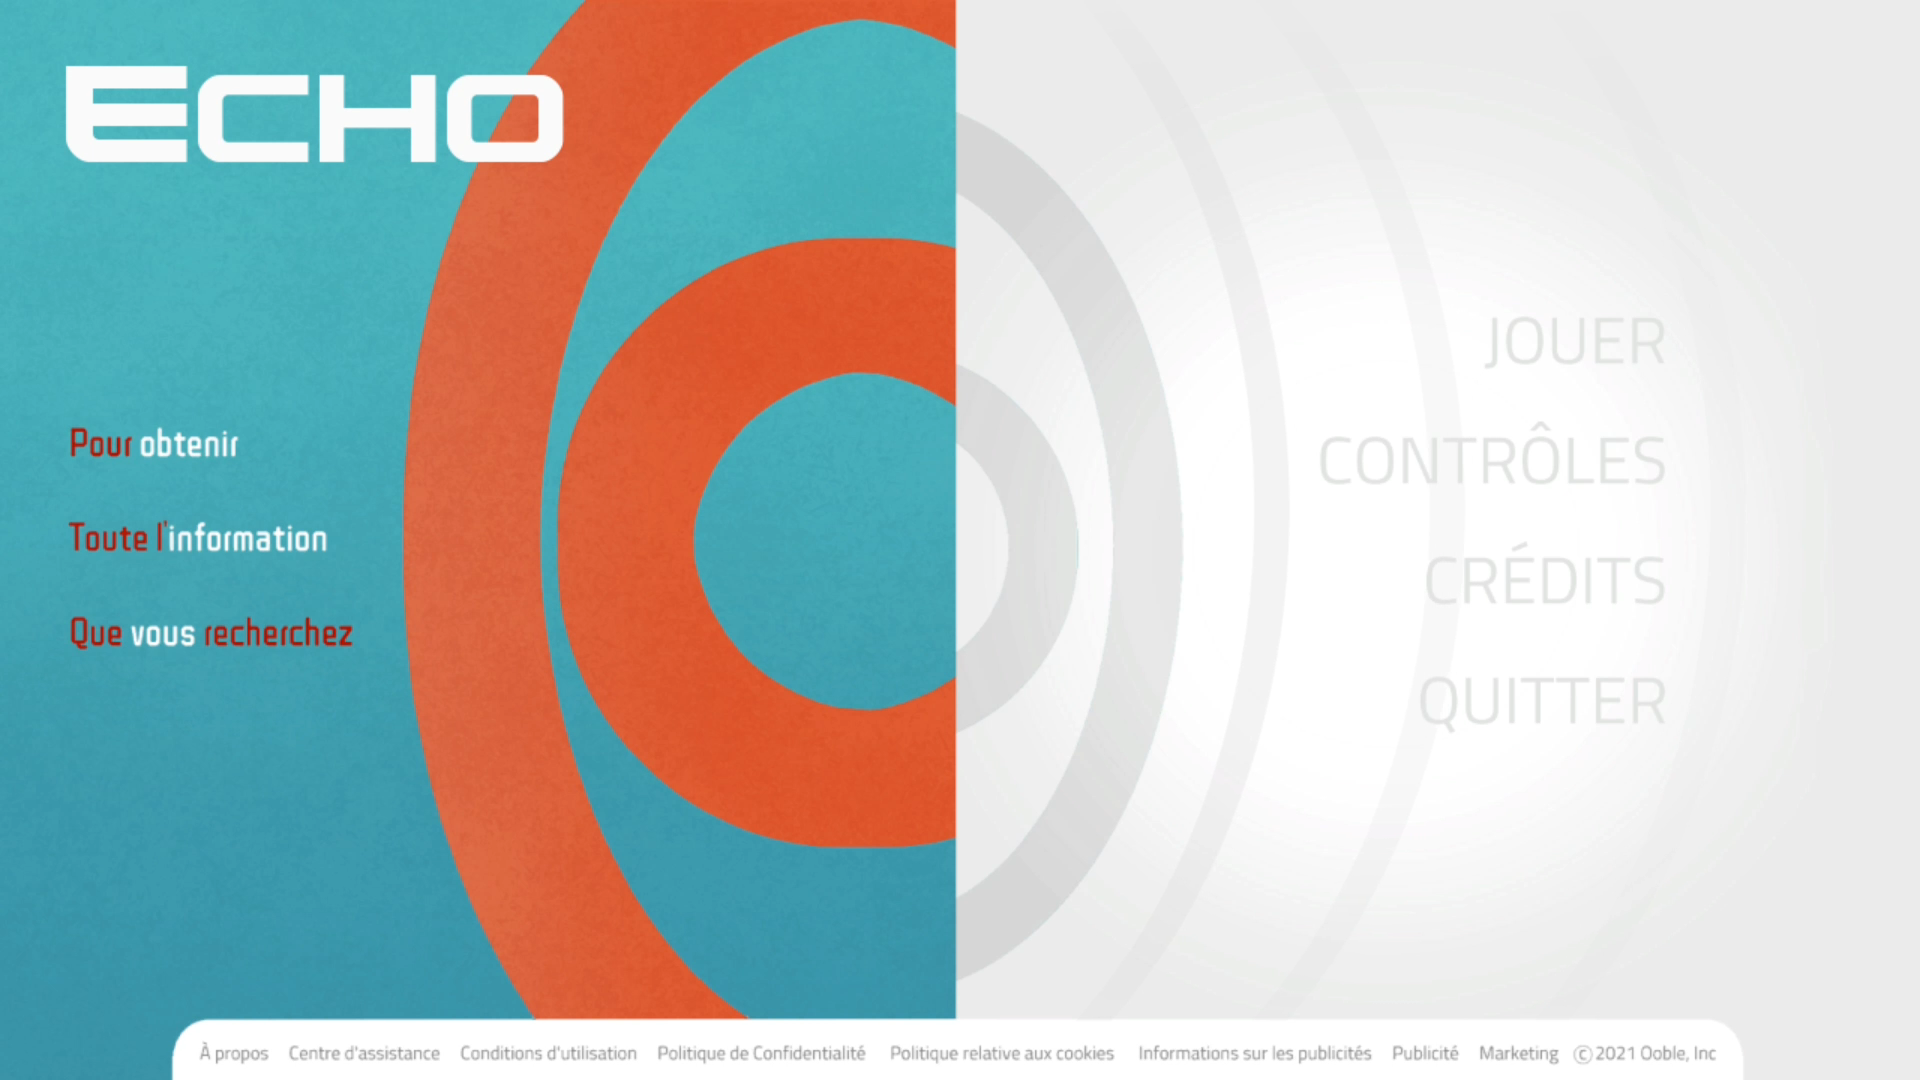 ECHO
Pour obtenir
Toute l'information
Que vous recherchez
JOUER
CONTRÔLES
CRÉDITS
QUITTER
À propos Centre d'assistance Conditions d'utilisation Politique de Confidentialité Politique relative aux cookies Informations sur les publicités Publicité Marketing ©2021 Ooble, Inc